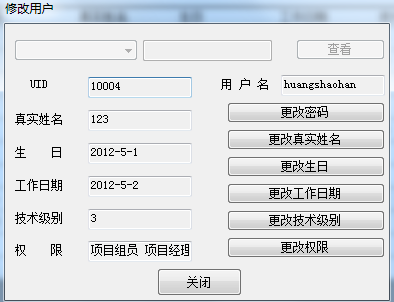 修改用户
查看
UID 10004 用 户 名 huangshaohan
更改密码
真实姓名 123 更改真实姓名
生 日 2012-5-1 更改生日
工作日期 2012-5-2 更改工作日期
技术级别 3 更改技术级别
权 限 项目组员 项目经理 更改权限
关闭